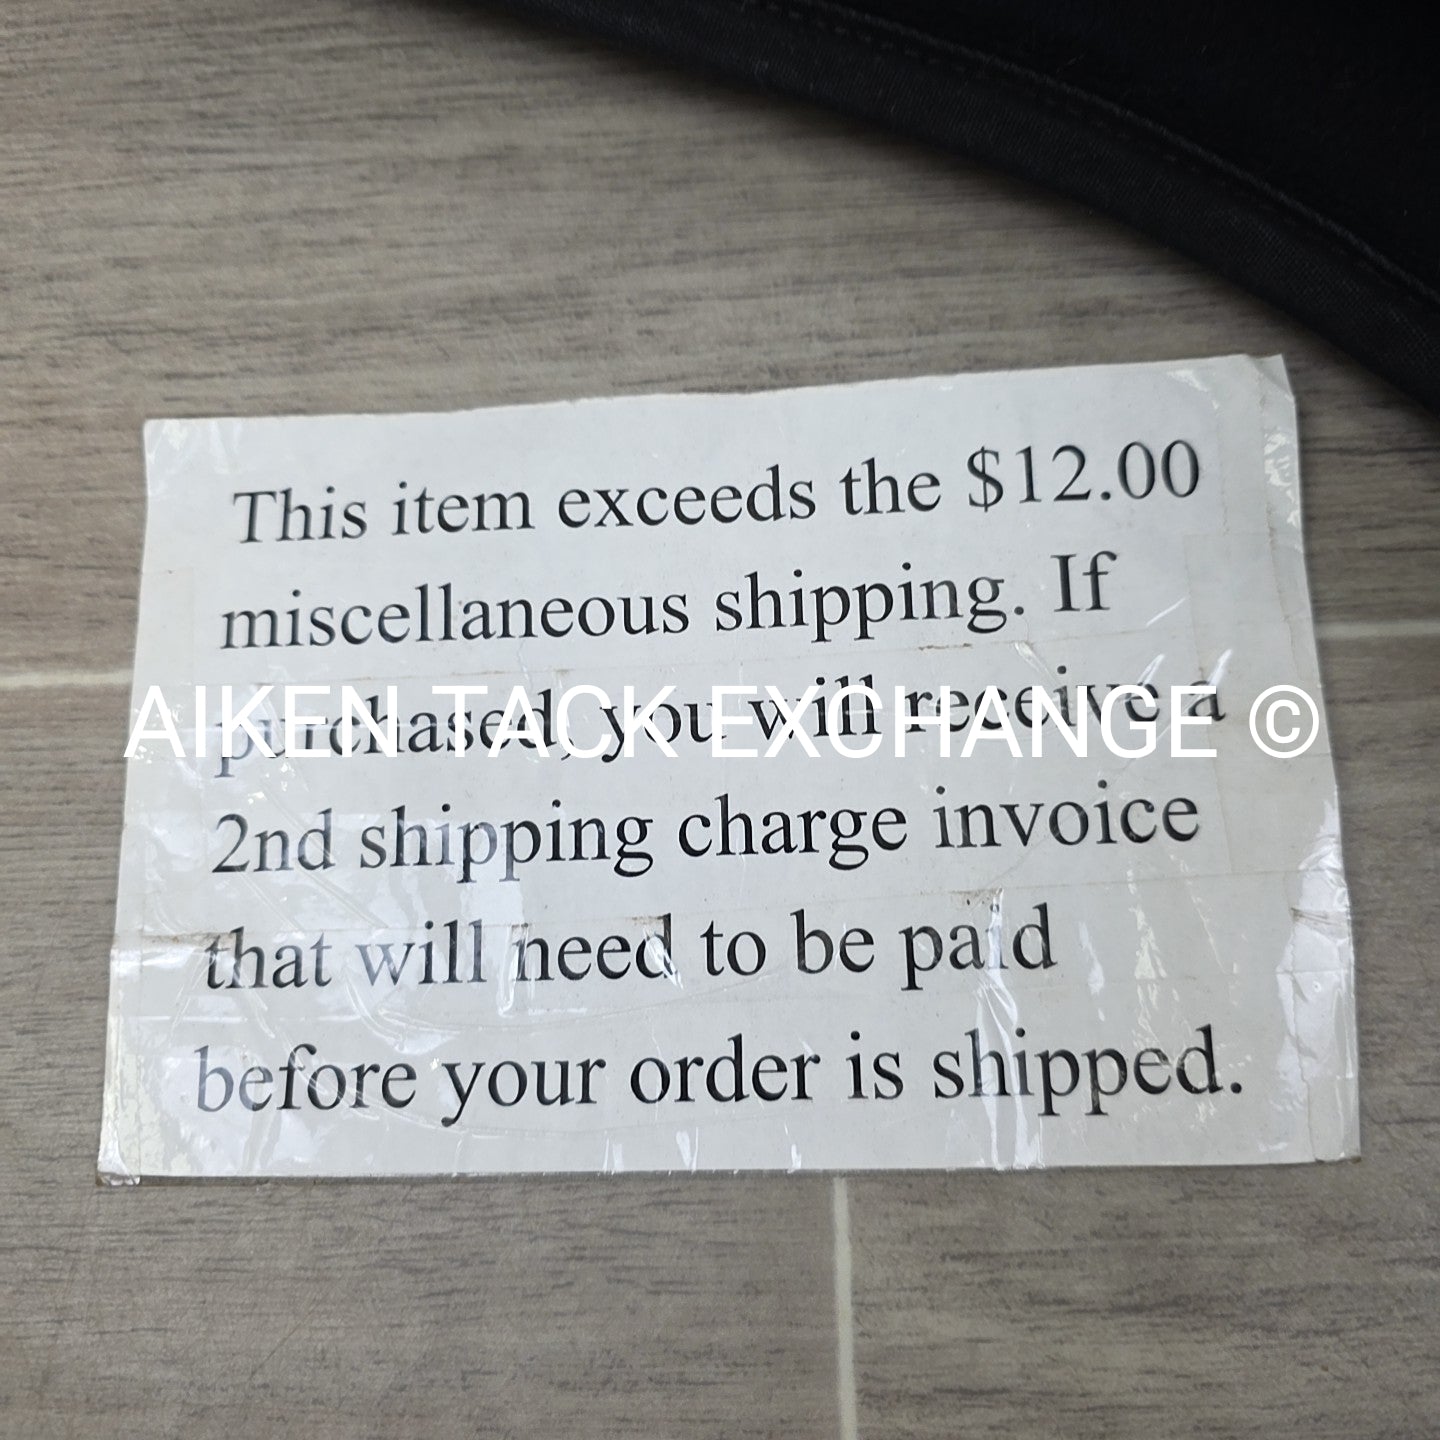 This item exceeds the $12.00
miscellaneous shipping. If
purchased, you will receive a
AIKEN TACK EXCHANGE ©
2nd shipping charge invoice
that will need to be paid
before your order is shipped.